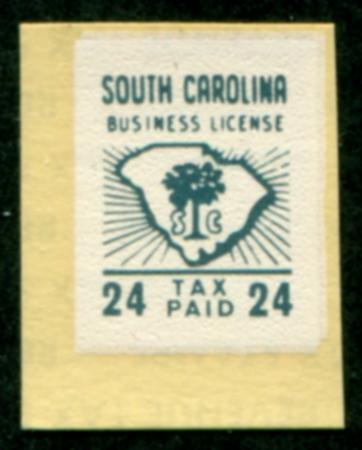 SOUTH CAROLINA
BUSINESS LICENSE
S C
24 TAX PAID 24